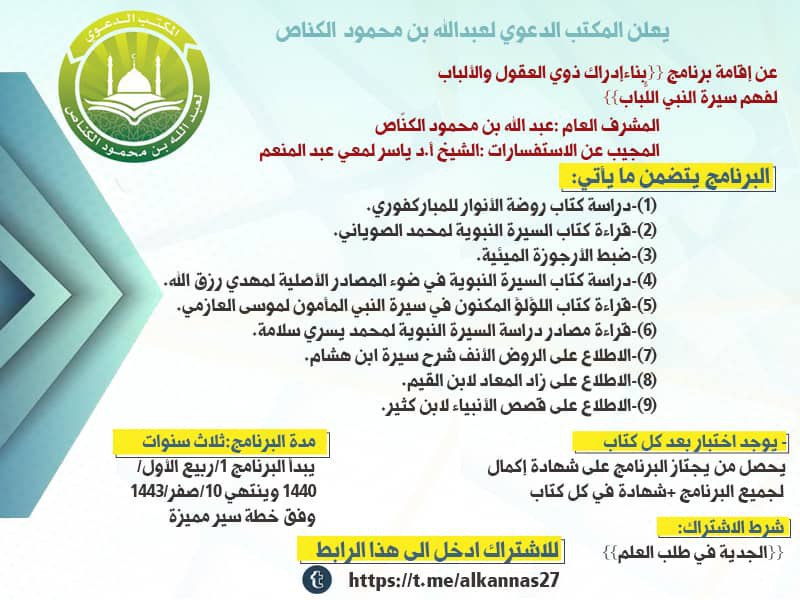 يعلن المكتب الدعوي لعبدالله بن محمود الكناص
المكتب الدعوي
لعبد الله بن محمود الكناص
عن إقامة برنامج {{بِناءإدراك ذوي العقول والألباب
لفهم سيرة النبي اللُباب}}
المشرف العام :عبد الله بن محمود الكنّاص
المجيب عن الاستفسارات :الشيخ أ.د ياسر لمعي عبد المنعم
البرنامج يتضمن ما يأتي:
(1)-دراسة كتاب روضة الأنوار للمباركفوري.
(2)-قراءة كتاب السيرة النبوية لمحمد الصوياني.
(3)-ضبط الأرجوزة الميئية.
(4)-دراسة كتاب السيرة النبوية في ضوء المصادر الأصلية لمهدي رزق الله.
(5)-قراءة كتاب اللؤلؤ المكنون في سيرة النبي المأمون لموسى العازمي.
(6)-قراءة مصادر دراسة السيرة النبوية لمحمد يسري سلامة.
(7)-الاطلاع على الروض الأنف شرح سيرة ابن هشام.
(8)-الاطلاع على زاد المعاد لابن القيم.
(9)-الاطلاع على قصص الأنبياء لابن كثير.
- يوجد اختبار بعد كل كتاب
يحصل من يجتاز البرنامج على شهادة إكمال
لجميع البرنامج +شهادة في كل كتاب
شرط الاشتراك:
{{الجدية في طلب العلم}}
مدة البرنامج:ثلاث سنوات
يبدأ البرنامج 1/ربيع الأول/
1440 وينتهي 10/صفر/1443
وفق خطة سير مميزة
للاشتراك ادخل الى هذا الرابط
https://t.me/alkannas27